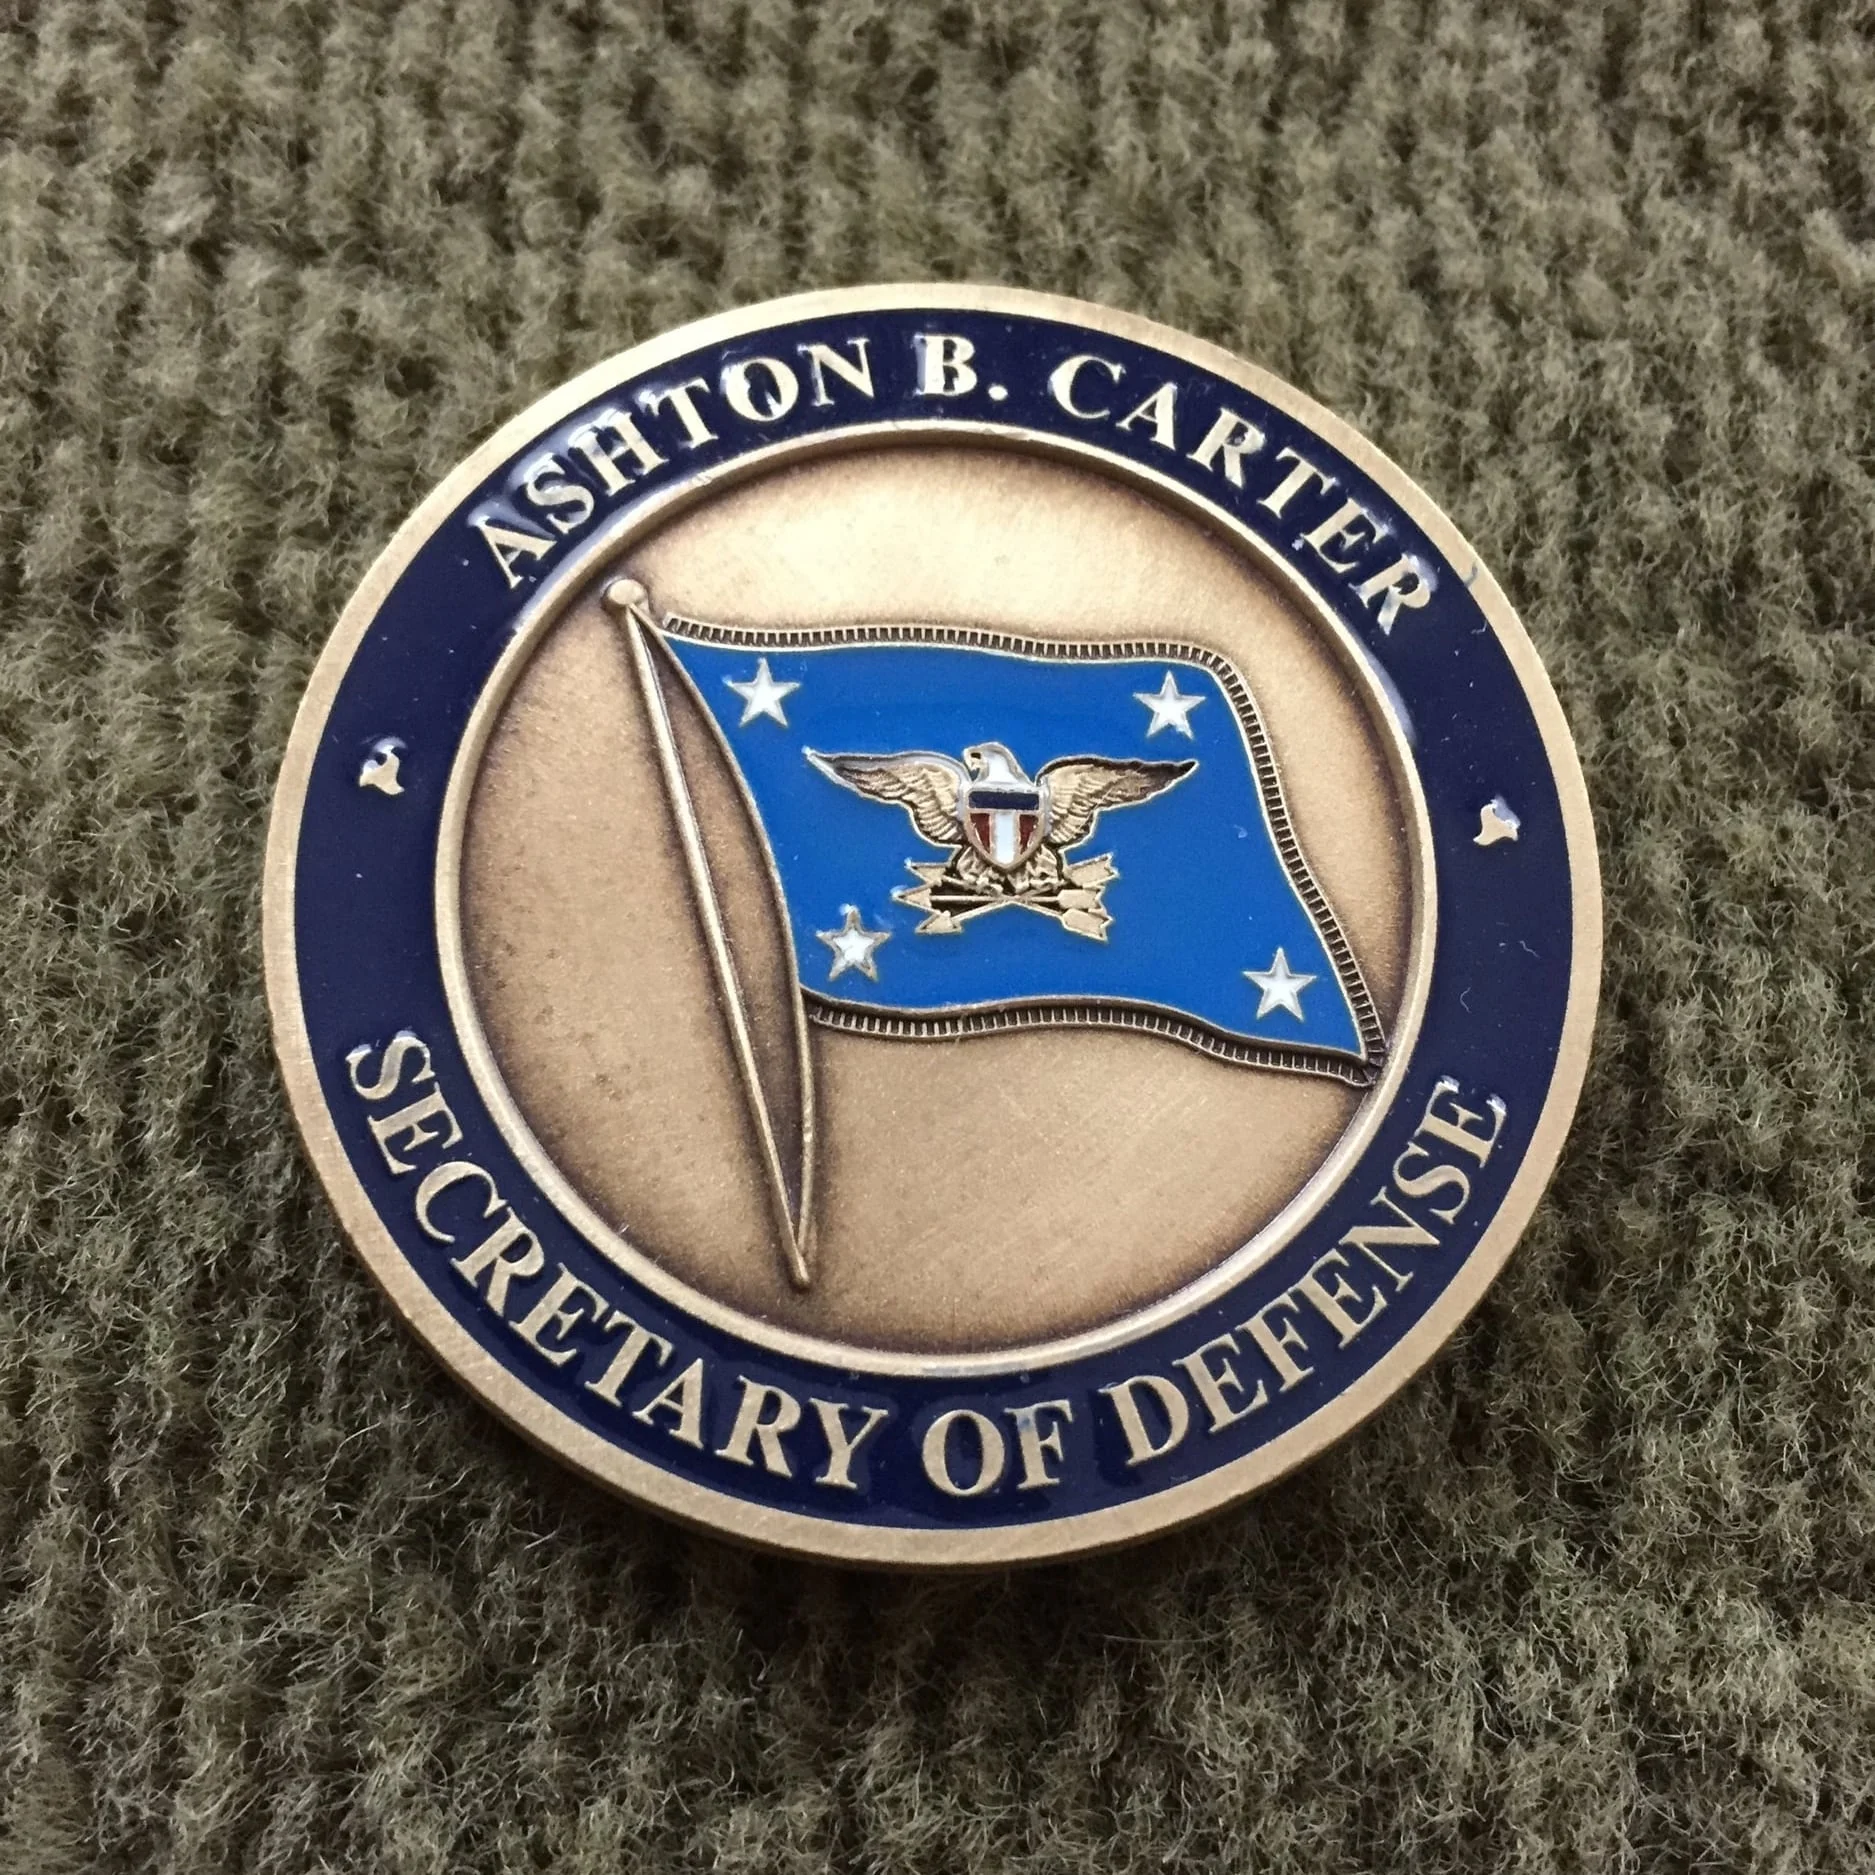 ASHTON B. CARTER
SECRETARY OF DEFENSE